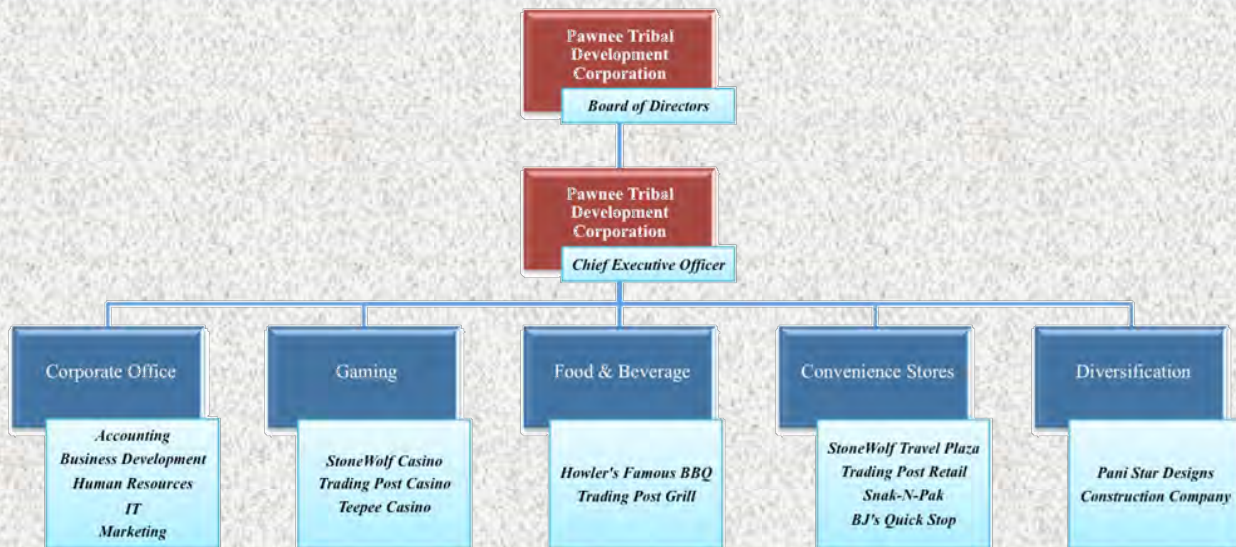 Pawnee Tribal
Development
Corporation
Board of Directors
Pawnee Tribal
Development
Corporation
Chief Executive Officer
Corporate Office
Accounting
Business Development
Human Resources
IT
Marketing
Gaming
StoneWolf Casino
Trading Post Casino
Teepee Casino
Food & Beverage
Howler's Famous BBQ
Trading Post Grill
Convenience Stores
StoneWolf Travel Plaza
Trading Post Retail
Snak-N-Pak
BJ's Quick Stop
Diversification
Pani Star Designs
Construction Company